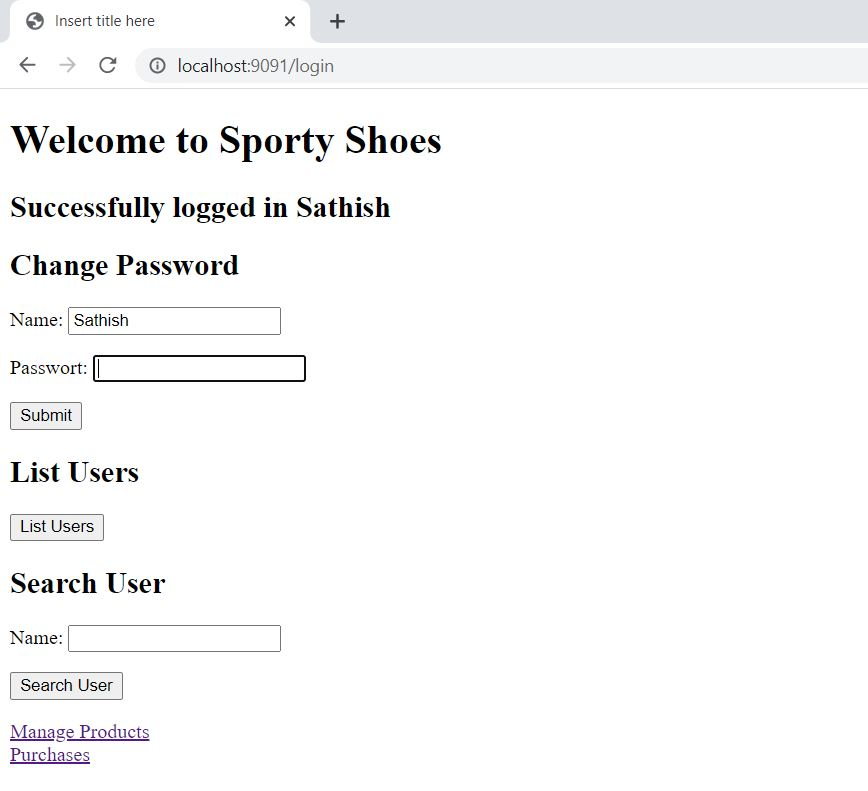 Insert title here
localhost:9091/login
Welcome to Sporty Shoes
Successfully logged in Sathish
Change Password
Name: Sathish
Passwort:
Submit
List Users
List Users
Search User
Name:
Search User
Manage Products
Purchases